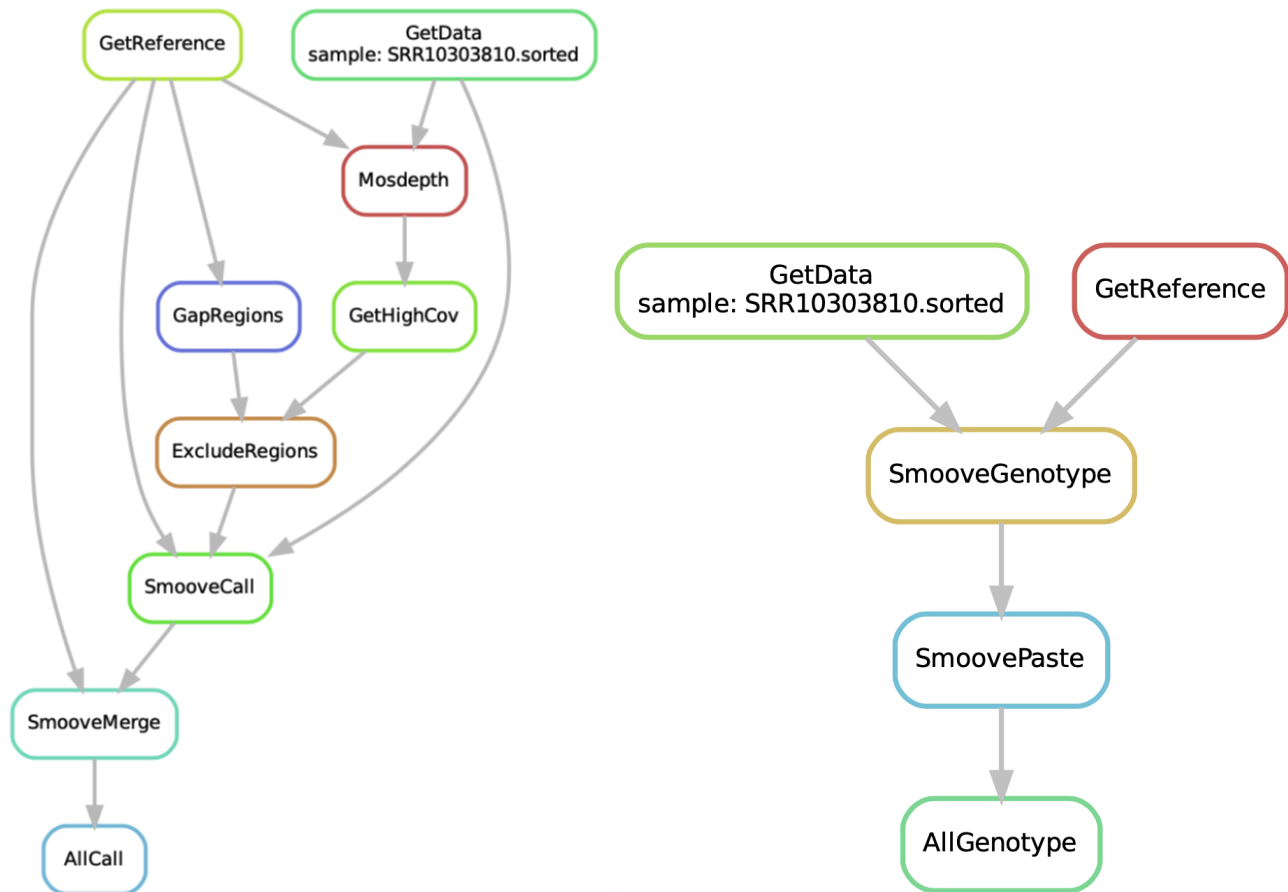 GetReference
GetData
sample: SRR10303810.sorted
Mosdepth
GapRegions
GetHighCov
ExcludeRegions
SmooveCall
SmooveMerge
AllCall
GetData
sample: SRR10303810.sorted
GetReference
SmooveGenotype
SmoovePaste
AllGenotype